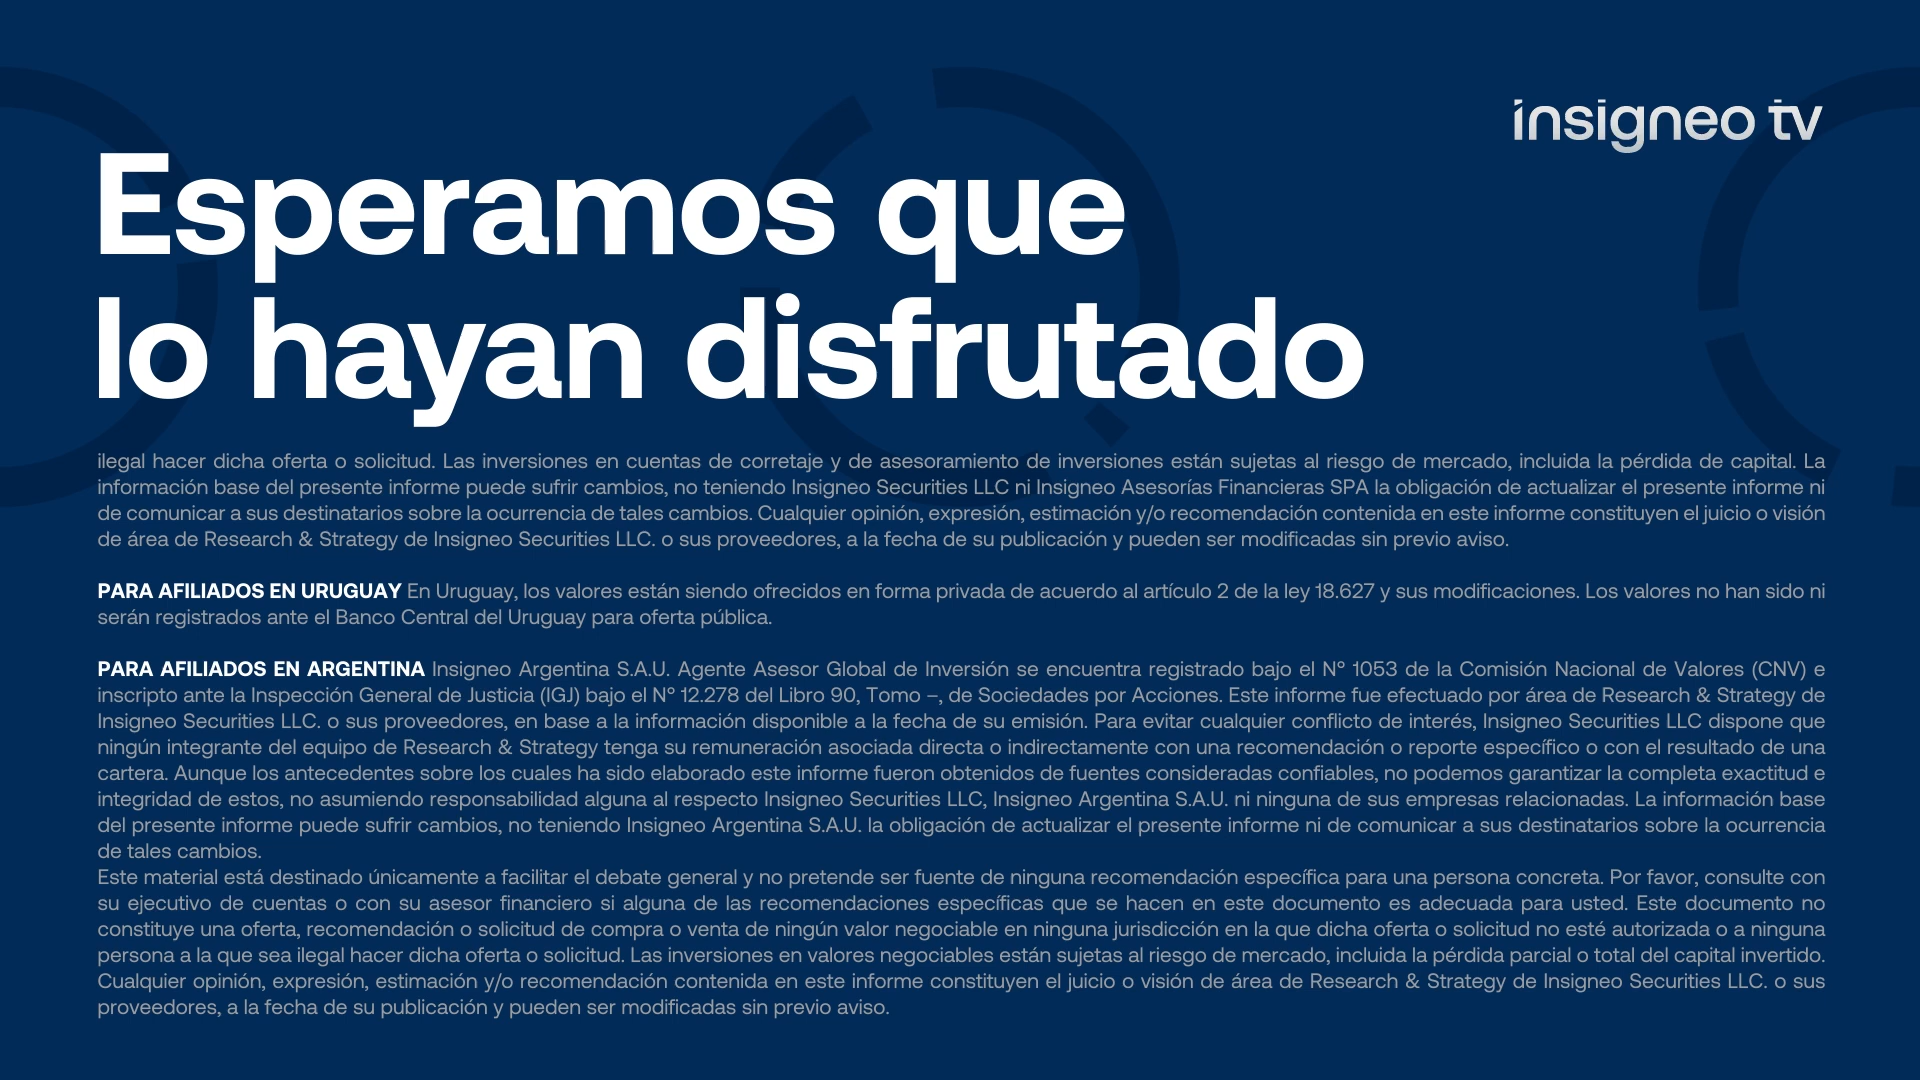 insigneo tv
Esperamos que
lo hayan disfrutado
ilegal hacer dicha oferta o solicitud. Las inversiones en cuentas de corretaje y de asesoramiento de inversiones están sujetas al riesgo de mercado, incluida la pérdida de capital. La
información base del presente informe puede sufrir cambios, no teniendo Insigneo Securities LLC ni Insigneo Asesorías Financieras SPA la obligación de actualizar el presente informe ni
de comunicar a sus destinatarios sobre la ocurrencia de tales cambios. Cualquier opinión, expresión, estimación y/o recomendación contenida en este informe constituyen el juicio o visión
de área de Research & Strategy de Insigneo Securities LLC. o sus proveedores, a la fecha de su publicación y pueden ser modificadas sin previo aviso.
PARA AFILIADOS EN URUGUAY En Uruguay, los valores están siendo ofrecidos en forma privada de acuerdo al artículo 2 de la ley 18.627 y sus modificaciones. Los valores no han sido ni
serán registrados ante el Banco Central del Uruguay para oferta pública.
PARA AFILIADOS EN ARGENTINA Insigneo Argentina S.A.U. Agente Asesor Global de Inversión se encuentra registrado bajo el N° 1053 de la Comisión Nacional de Valores (CNV) e
inscripto ante la Inspección General de Justicia (IGJ) bajo el N° 12.278 del Libro 90, Tomo –, de Sociedades por Acciones. Este informe fue efectuado por área de Research & Strategy de
Insigneo Securities LLC. o sus proveedores, en base a la información disponible a la fecha de su emisión. Para evitar cualquier conflicto de interés, Insigneo Securities LLC dispone que
ningún integrante del equipo de Research & Strategy tenga su remuneración asociada directa o indirectamente con una recomendación o reporte específico o con el resultado de una
cartera. Aunque los antecedentes sobre los cuales ha sido elaborado este informe fueron obtenidos de fuentes consideradas confiables, no podemos garantizar la completa exactitud e
integridad de estos, no asumiendo responsabilidad alguna al respecto Insigneo Securities LLC, Insigneo Argentina S.A.U. ni ninguna de sus empresas relacionadas. La información base
del presente informe puede sufrir cambios, no teniendo Insigneo Argentina S.A.U. la obligación de actualizar el presente informe ni de comunicar a sus destinatarios sobre la ocurrencia
de tales cambios.
Este material está destinado únicamente a facilitar el debate general y no pretende ser fuente de ninguna recomendación específica para una persona concreta. Por favor, consulte con
su ejecutivo de cuentas o con su asesor financiero si alguna de las recomendaciones específicas que se hacen en este documento es adecuada para usted. Este documento no
constituye una oferta, recomendación o solicitud de compra o venta de ningún valor negociable en ninguna jurisdicción en la que dicha oferta o solicitud no esté autorizada o a ninguna
persona a la que sea ilegal hacer dicha oferta o solicitud. Las inversiones en valores negociables están sujetas al riesgo de mercado, incluida la pérdida parcial o total del capital invertido.
Cualquier opinión, expresión, estimación y/o recomendación contenida en este informe constituyen el juicio o visión de área de Research & Strategy de Insigneo Securities LLC. o sus
proveedores, a la fecha de su publicación y pueden ser modificadas sin previo aviso.